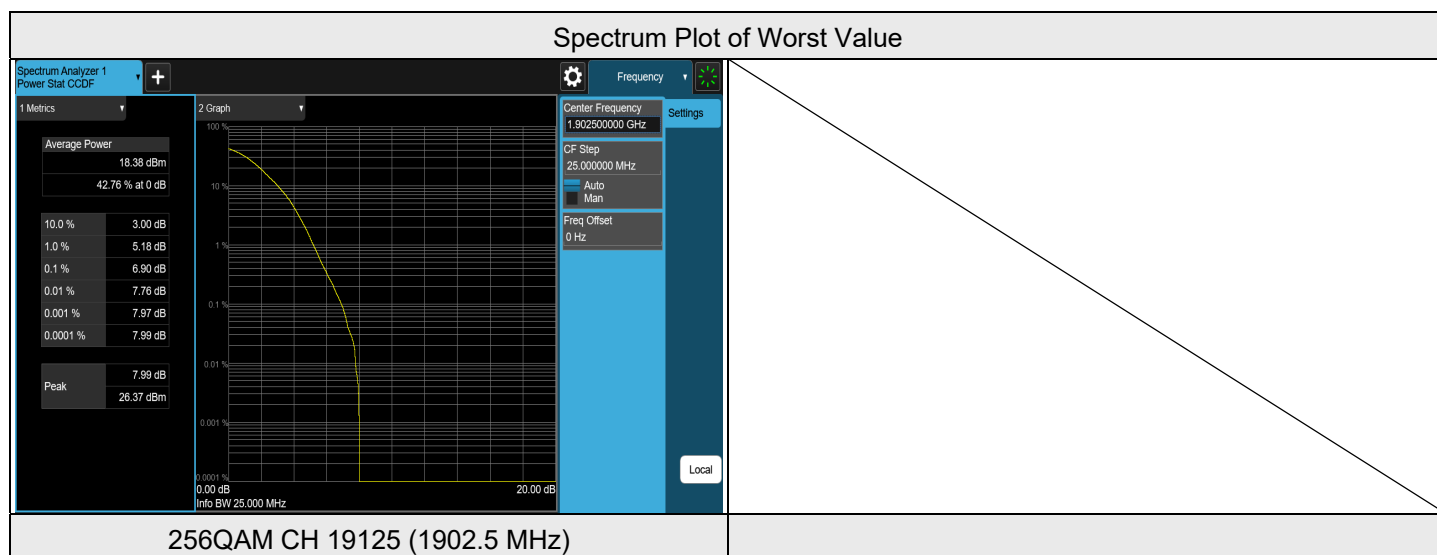 Spectrum Plot of Worst Value
Spectrum Analyzer 1
Power Stat CCDF
+
Frequency
1 Metrics
2 Graph
Average Power
18.38 dBm
42.76 % at 0 dB
10.0 % 3.00 dB
1.0 % 5.18 dB
0.1 % 6.90 dB
0.01 % 7.76 dB
0.001 % 7.97 dB
0.0001 % 7.99 dB
Peak
7.99 dB
26.37 dBm
100 %
10 %
1 %
0.1 %
0.01 %
0.001 %
0.0001 %
0.00 dB 20.00 dB
Info BW 25.000 MHz
Center Frequency
1.902500000 GHz
Settings
CF Step
25.000000 MHz
Auto
Man
Freq Offset
0 Hz
Local
256QAM CH 19125 (1902.5 MHz)